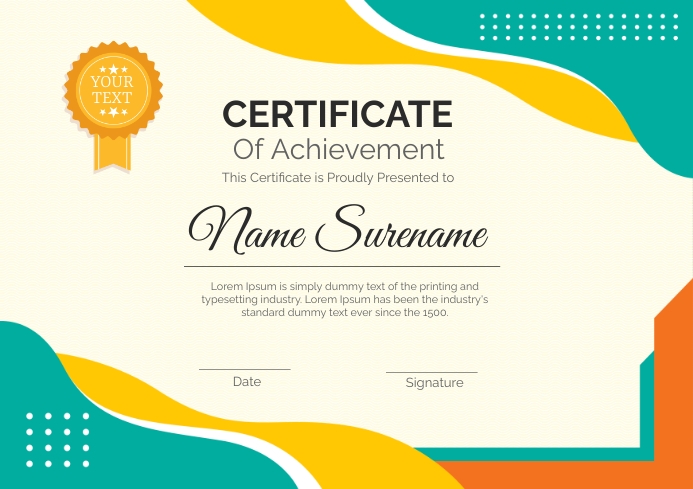 YOUR
TEXT
CERTIFICATE
Of Achievement
This Certificate is Proudly Presented to
Name Surename
Lorem Ipsum is simply dummy text of the printing and
typesetting industry. Lorem Ipsum has been the industry's
standard dummy text ever since the 1500.
Date
Signature